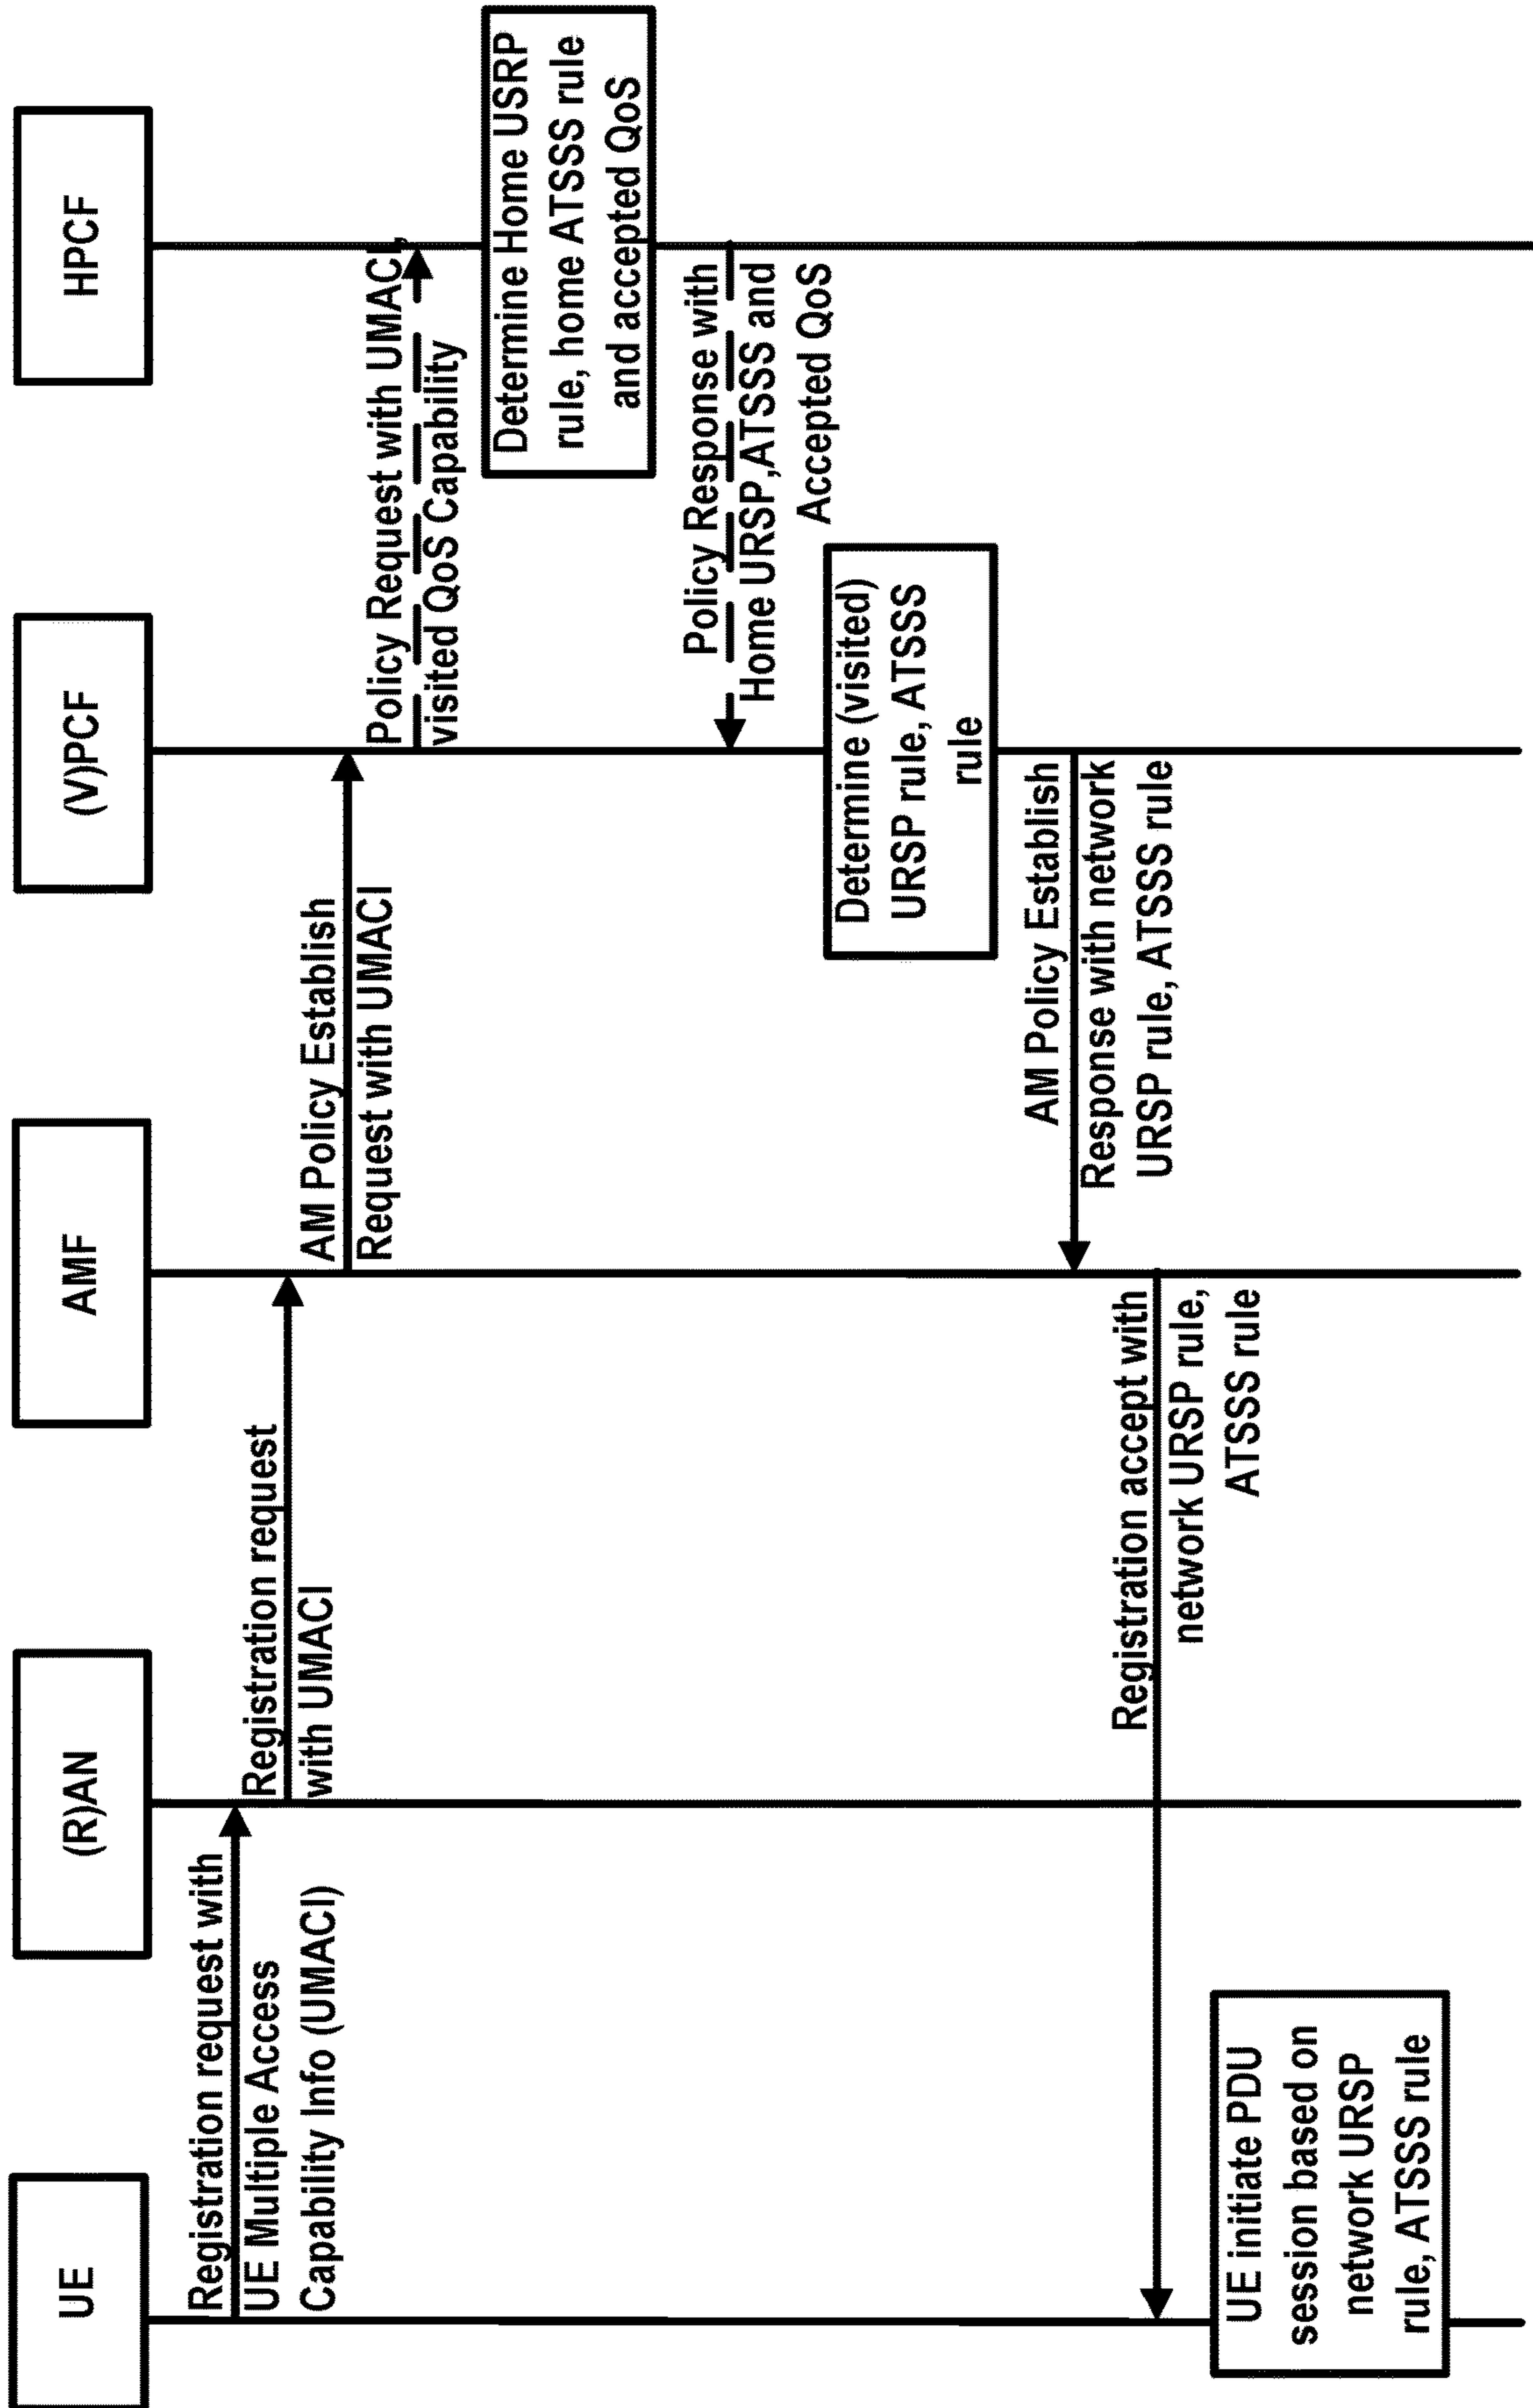 UE
(R)AN
AMF
(V)PCF
HPCF
Registration request with
UE Multiple Access
Capability Info (UMACI)
Registration request
with UMACI
AM Policy Establish
Request with UMACI
Policy Request with UMACI,
visited QoS Capability
Determine Home USRP
rule, home ATSSS rule
and accepted QoS
Policy Response with
Home URSP,ATSSS and
Accepted QoS
Determine (visited)
URSP rule, ATSSS
rule
AM Policy Establish
Response with network
URSP rule, ATSSS rule
Registration accept with
network URSP rule,
ATSSS rule
UE initiate PDU
session based on
network URSP
rule, ATSSS rule